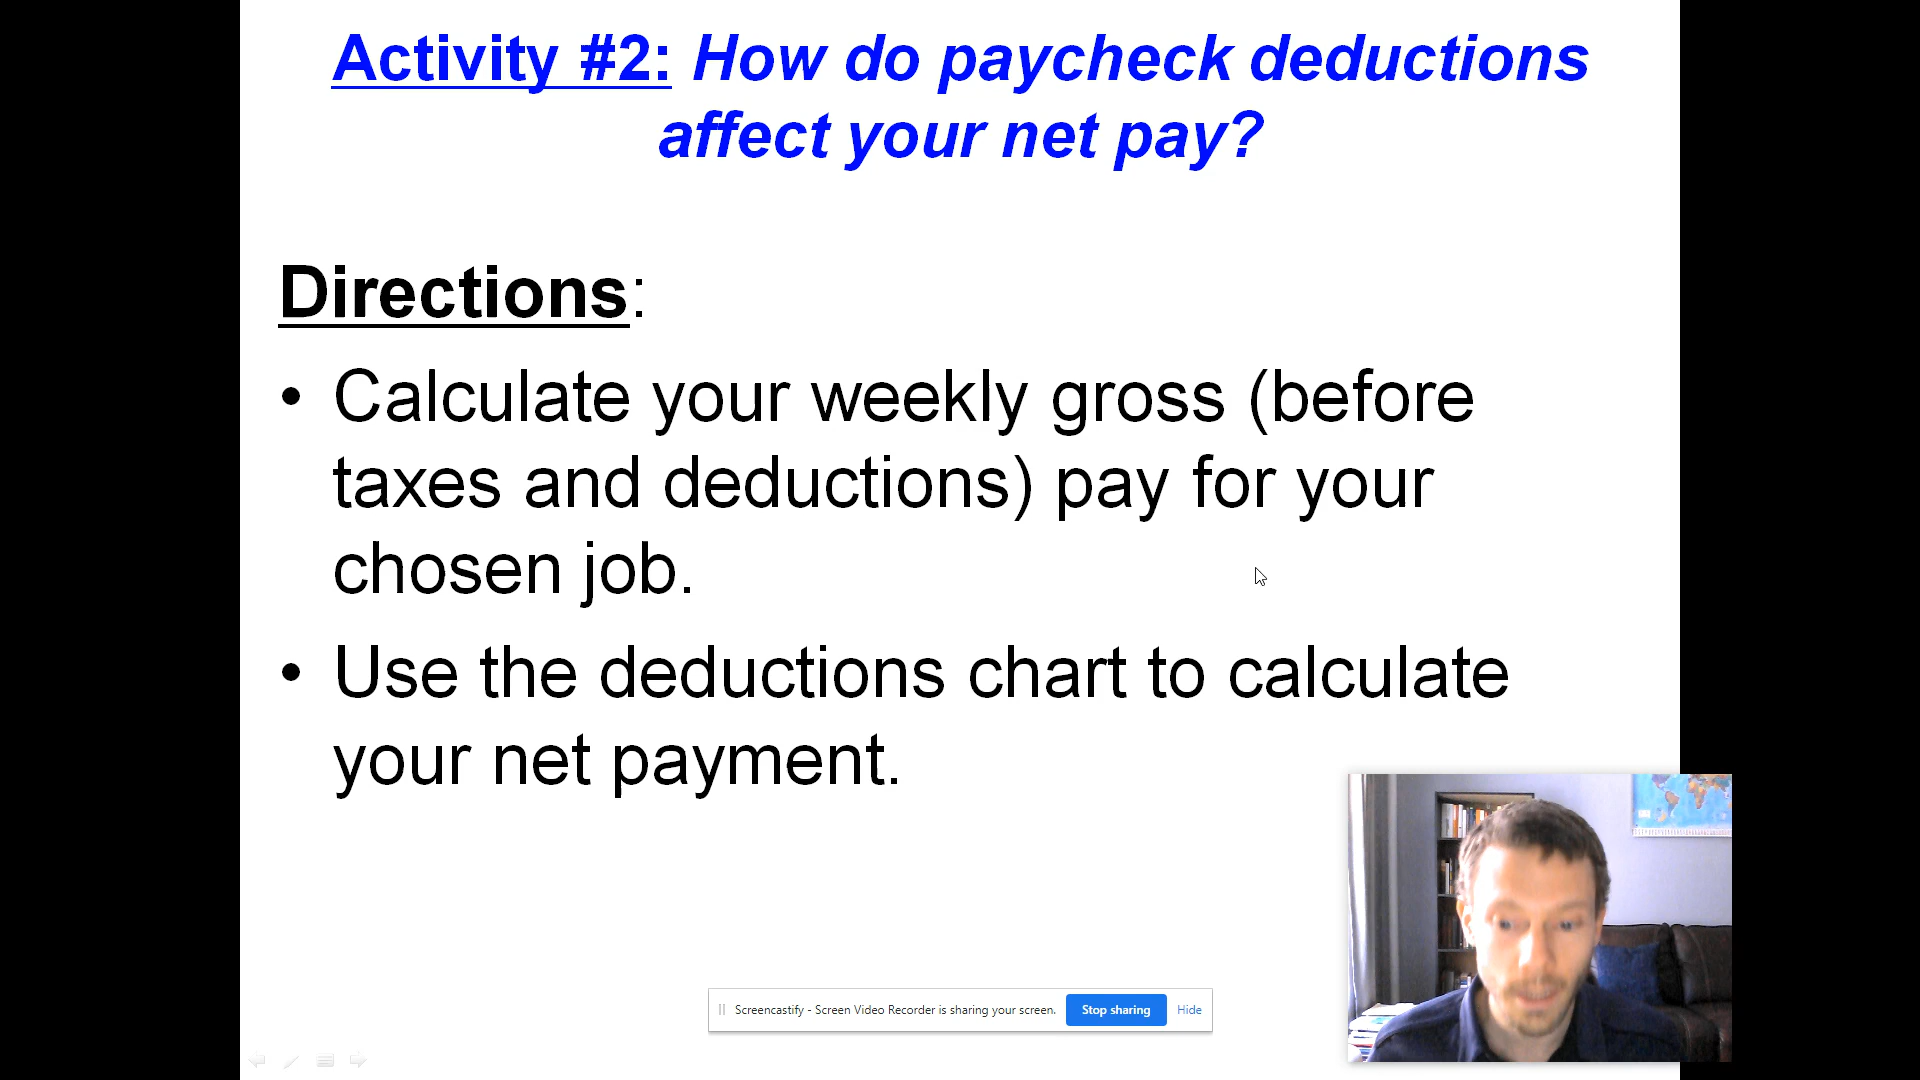 Activity #2: How do paycheck deductions
affect your net pay?
Directions:
• Calculate your weekly gross (before
taxes and deductions) pay for your
chosen job.
• Use the deductions chart to calculate
your net payment.
Screencastify - Screen Video Recorder is sharing your screen. Stop sharing Hide